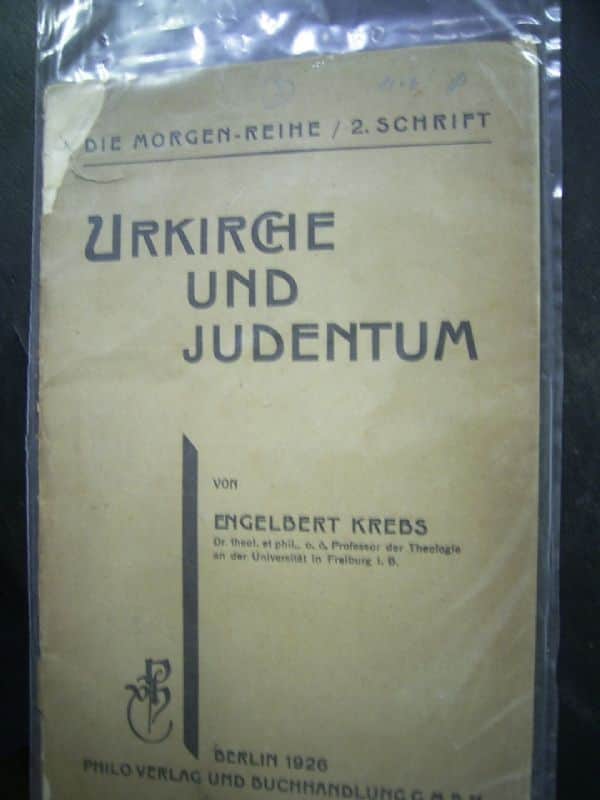 DIE MORGEN-REIHE / 2. SCHRIFT
URKIRCHE
UND
JUDENTUM
VON
ENGELBERT KREBS
Dr. theol. et phil., o. ö. Professor der Theologie
an der Universität in Freiburg i. B.
BERLIN 1926
PHILO VERLAG UND BUCHHANDLUNG G.M.B.H.